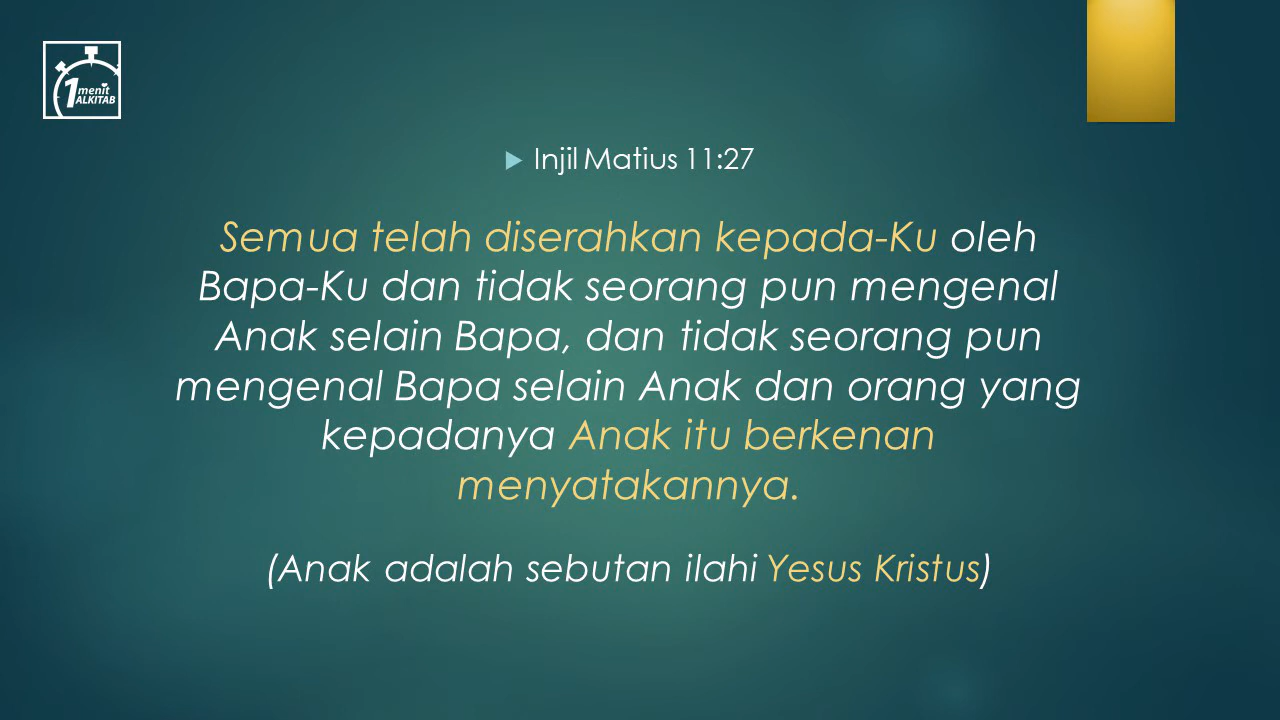 1 menit
ALKITAB
Injil Matius 11:27
Semua telah diserahkan kepada-Ku oleh
Bapa-Ku dan tidak seorang pun mengenal
Anak selain Bapa, dan tidak seorang pun
mengenal Bapa selain Anak dan orang yang
kepadanya Anak itu berkenan
menyatakannya.
(Anak adalah sebutan ilahi Yesus Kristus)